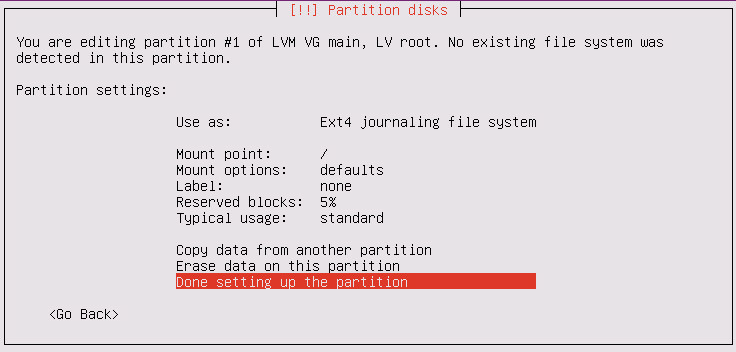 [!!] Partition disks
You are editing partition #1 of LVM VG main, LV root. No existing file system was
detected in this partition.
Partition settings:
Use as: Ext4 journaling file system
Mount point: /
Mount options: defaults
Label: none
Reserved blocks: 5%
Typical usage: standard
Copy data from another partition
Erase data on this partition
Done setting up the partition
<Go Back>